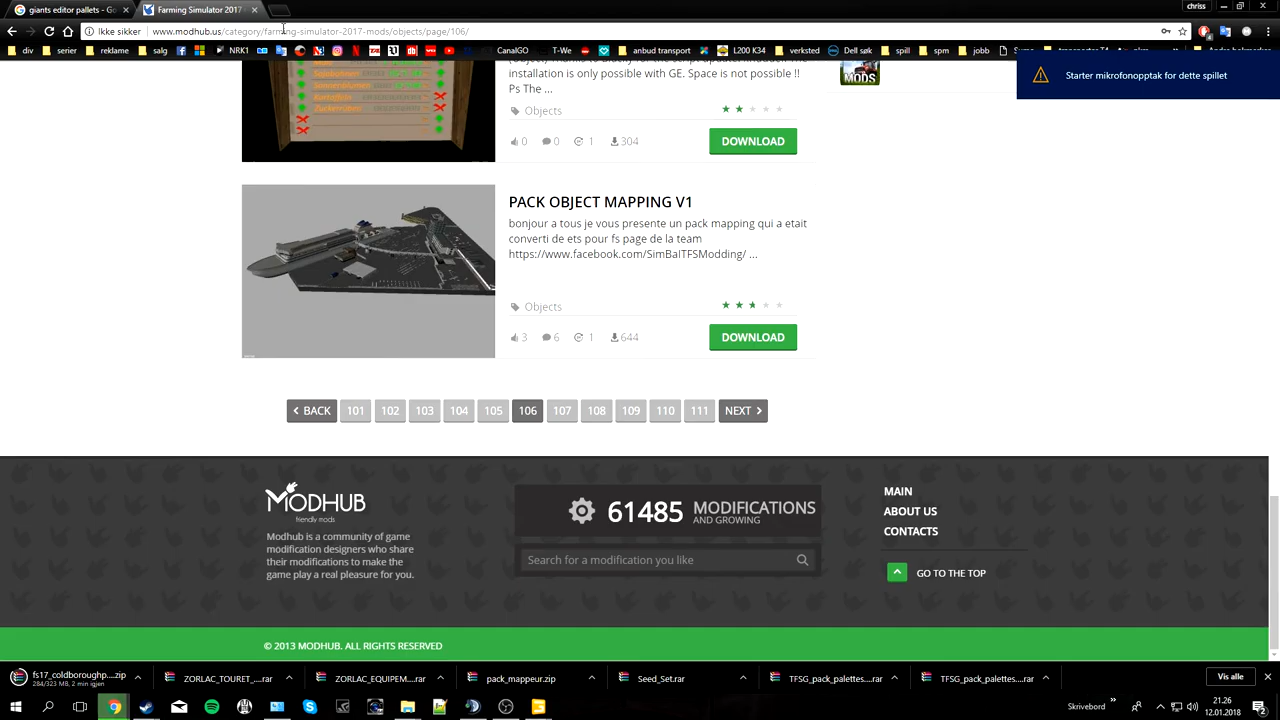 giants editor pallets - Go
Farming Simulator 2017
chriss
Ikke sikker
www.modhub.us/category/farming-simulator-2017-mods/objects/page/106/
div
spørsmål
reklame
salg
NRK1
CanalGO
T-We
anbud transport
L200 K34
verksted
Dell søk
spill
spm
jobb
Starter mikrofonopptak for dette spillet
MODS
installation is only possible with GE. Space is not possible !!
Ps The ...
Objects
0 0 1 304
DOWNLOAD
PACK OBJECT MAPPING V1
bonjour a tous je vous presente un pack mapping qui a etait
converti de ets pour fs page de la team
https://www.facebook.com/SimBalTFSModding/ ...
Objects
3 6 1 644
DOWNLOAD
BACK 101 102 103 104 105 106 107 108 109 110 111 NEXT
MODHUB
friendly mods
Modhub is a community of game
modification designers who share
their modifications to make the
game play a real pleasure for you.
61485 MODIFICATIONS
AND GROWING
Search for a modification you like
MAIN
ABOUT US
CONTACTS
GO TO THE TOP
© 2013 MODHUB. ALL RIGHTS RESERVED
fs17_coldboroughp....zip
284/323 MB, 2 min igjen
ZORLAC_TOURET_....rar
ZORLAC_EQUIPEM....rar
pack_mappeur.zip
Seed_Set.rar
TFSG_pack_palettes....rar
TFSG_pack_palettes....rar
Vis alle
Skrivebord
21.26
12.01.2018